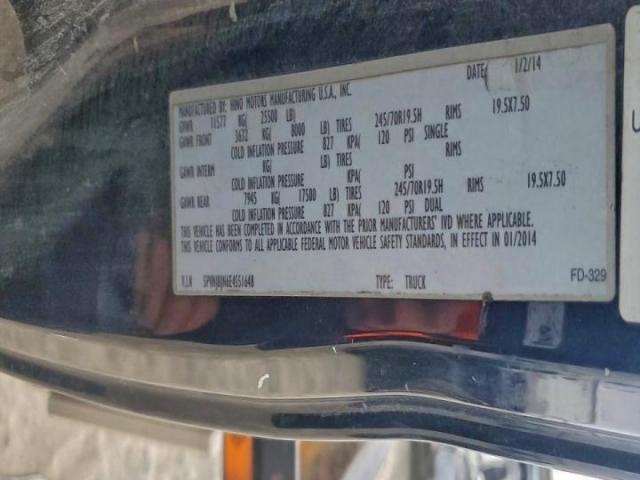 DATE: 1/2/14
MANUFACTURED BY: HINO MOTORS MANUFACTURING U.S.A., INC.
GVWR 11577 KG( 25500 LB)
GAWR FRONT 3632 KG( 8000 LB) TIRES 245/70R19.5H RIMS 19.5X7.50
COLD INFLATION PRESSURE 827 KPA( 120 PSI SINGLE
GAWR INTERM KG( LB) TIRES RIMS
COLD INFLATION PRESSURE KPA( PSI
GAWR REAR 7945 KG( 17500 LB) TIRES 245/70R19.5H RIMS 19.5X7.50
COLD INFLATION PRESSURE 827 KPA( 120 PSI DUAL
THIS VEHICLE HAS BEEN COMPLETED IN ACCORDANCE WITH THE PRIOR MANUFACTURERS' IVD WHERE APPLICABLE.
THIS VEHICLE CONFORMS TO ALL APPLICABLE FEDERAL MOTOR VEHICLE SAFETY STANDARDS, IN EFFECT IN 01/2014
V.I.N TYPE: TRUCK
FD-329